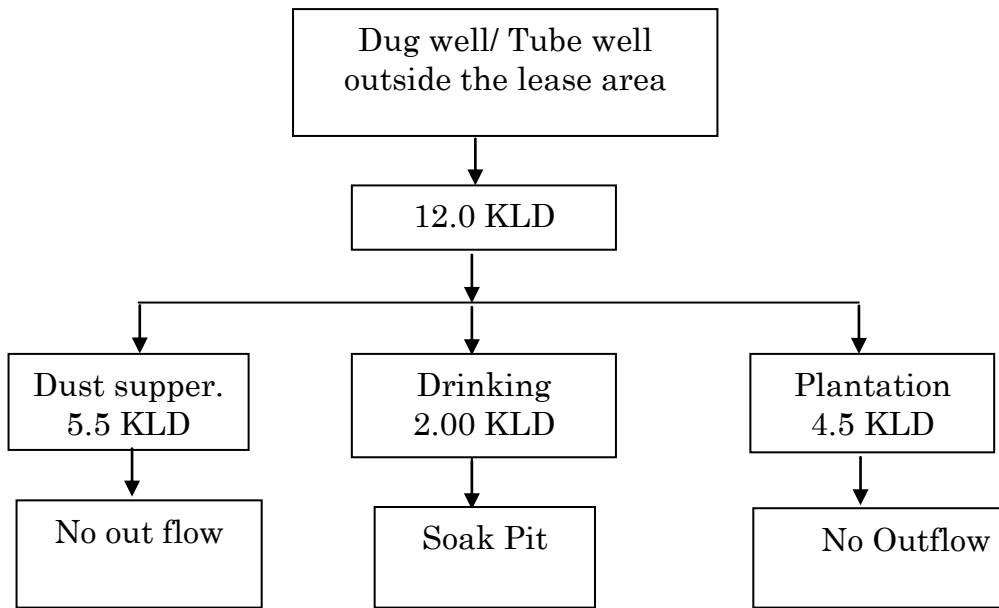 Dug well/ Tube well
outside the lease area
12.0 KLD
Dust supper.
5.5 KLD
Drinking
2.00 KLD
Plantation
4.5 KLD
No out flow
Soak Pit
No Outflow